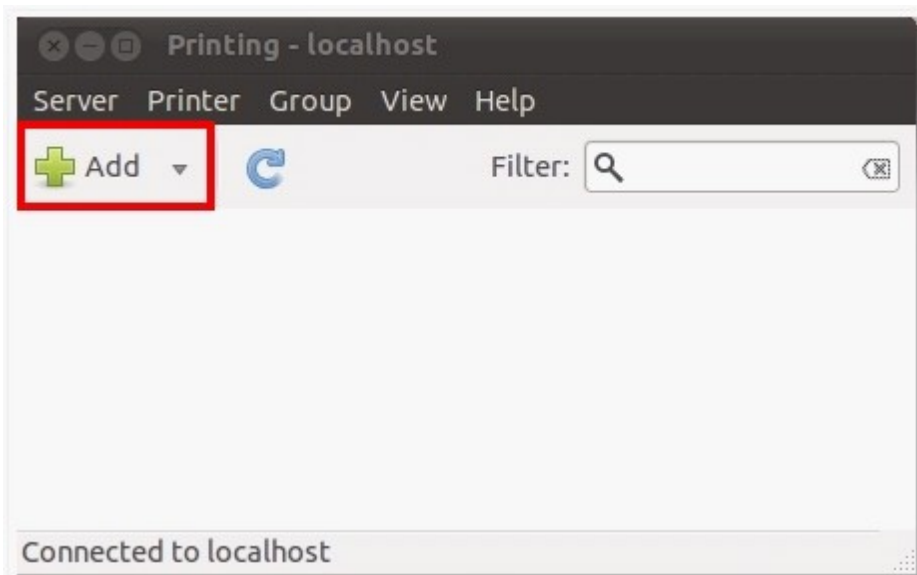 Printing - localhost
Server Printer Group View Help
Add Filter:
Connected to localhost